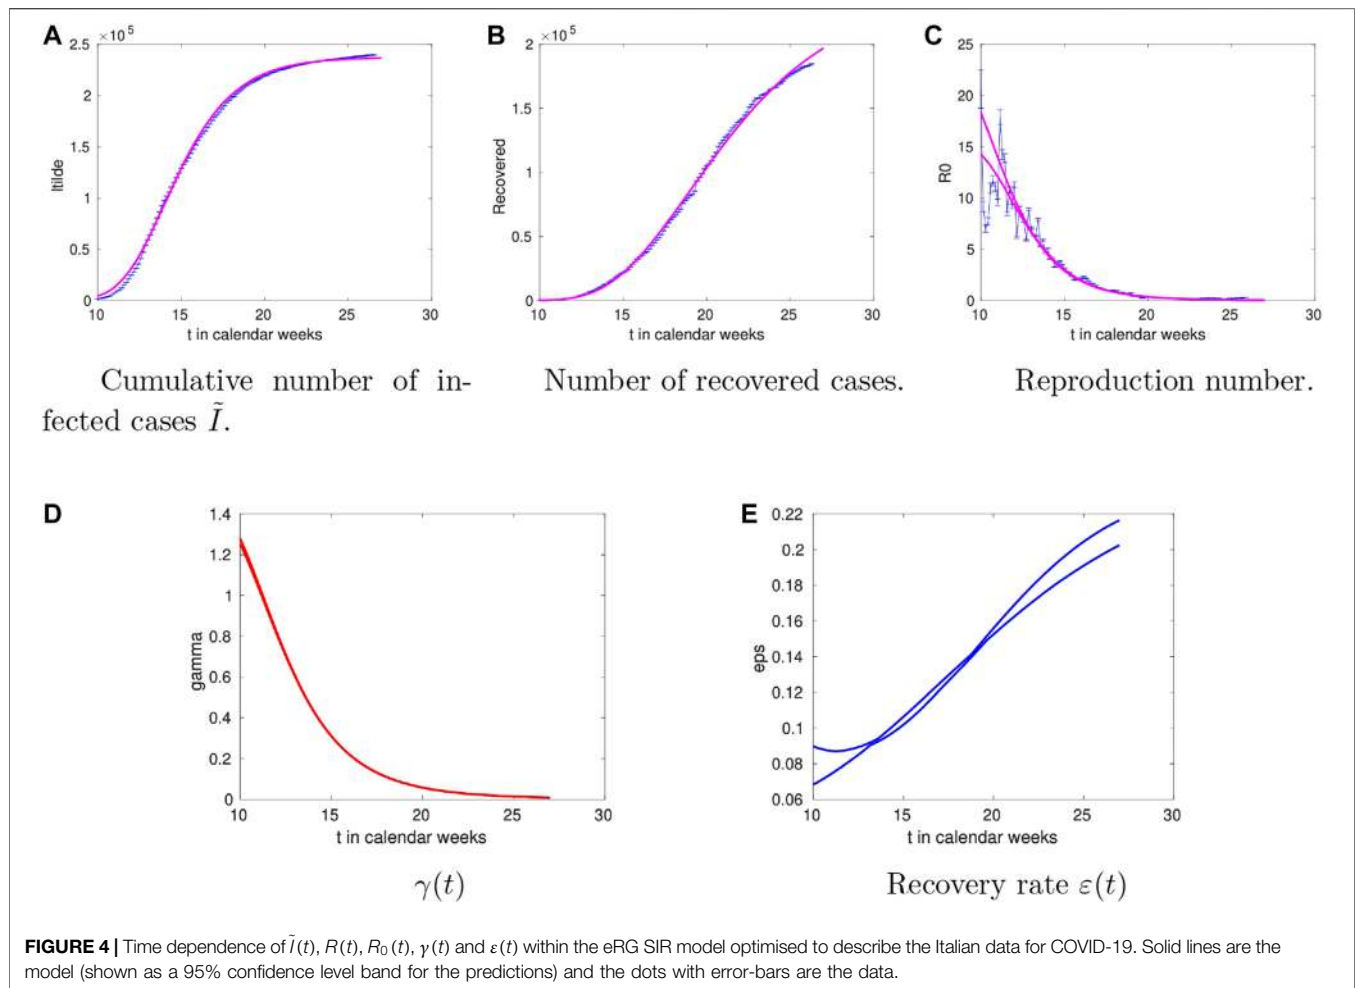 A
×10⁵
2.5
2
1.5
1
0.5
0
Itilde
10 15 20 25 30
t in calendar weeks
Cumulative number of in-
fected cases Ĩ.
B
×10⁵
2
1.5
1
0.5
0
Recovered
10 15 20 25 30
t in calendar weeks
Number of recovered cases.
C
25
20
15
10
5
0
R0
10 15 20 25 30
t in calendar weeks
Reproduction number.
D
1.4
1.2
1
0.8
0.6
0.4
0.2
0
gamma
10 15 20 25 30
t in calendar weeks
γ(t)
E
0.22
0.2
0.18
0.16
0.14
0.12
0.1
0.08
0.06
eps
10 15 20 25 30
t in calendar weeks
Recovery rate ε(t)
FIGURE 4 | Time dependence of Ĩ(t), R(t), R₀(t), γ(t) and ε(t) within the eRG SIR model optimised to describe the Italian data for COVID-19. Solid lines are the
model (shown as a 95% confidence level band for the predictions) and the dots with error-bars are the data.